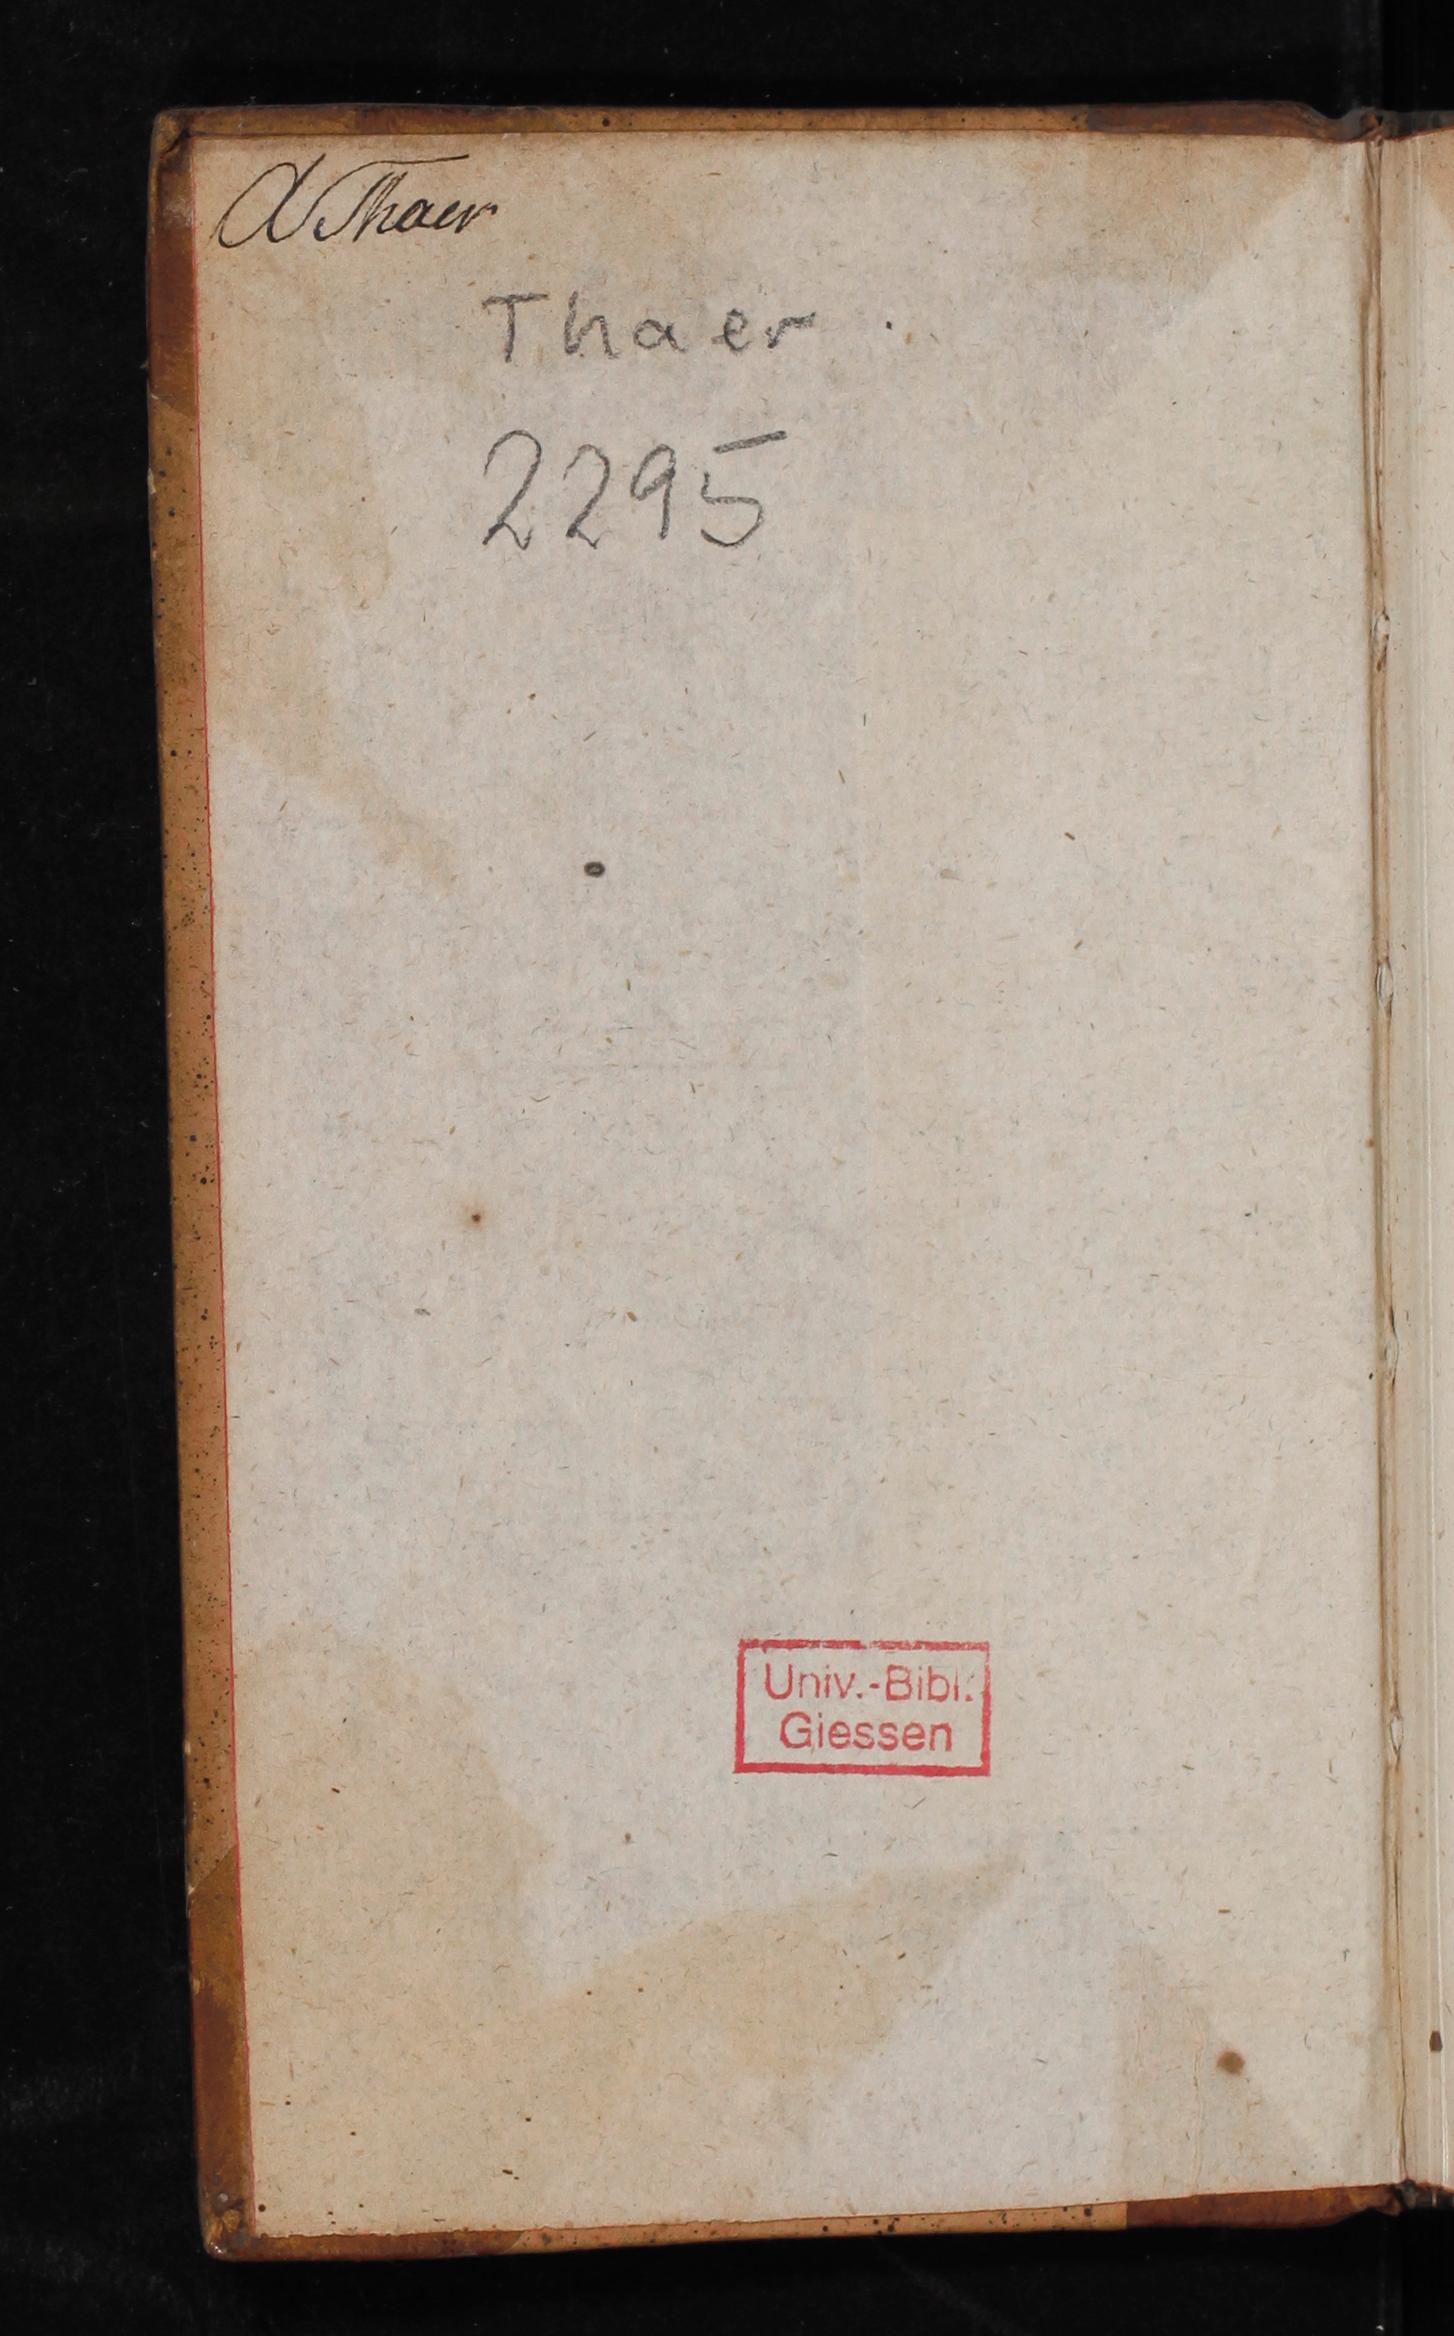 A Thaer
Thaer
2295
Univ.-Bibl.
Giessen